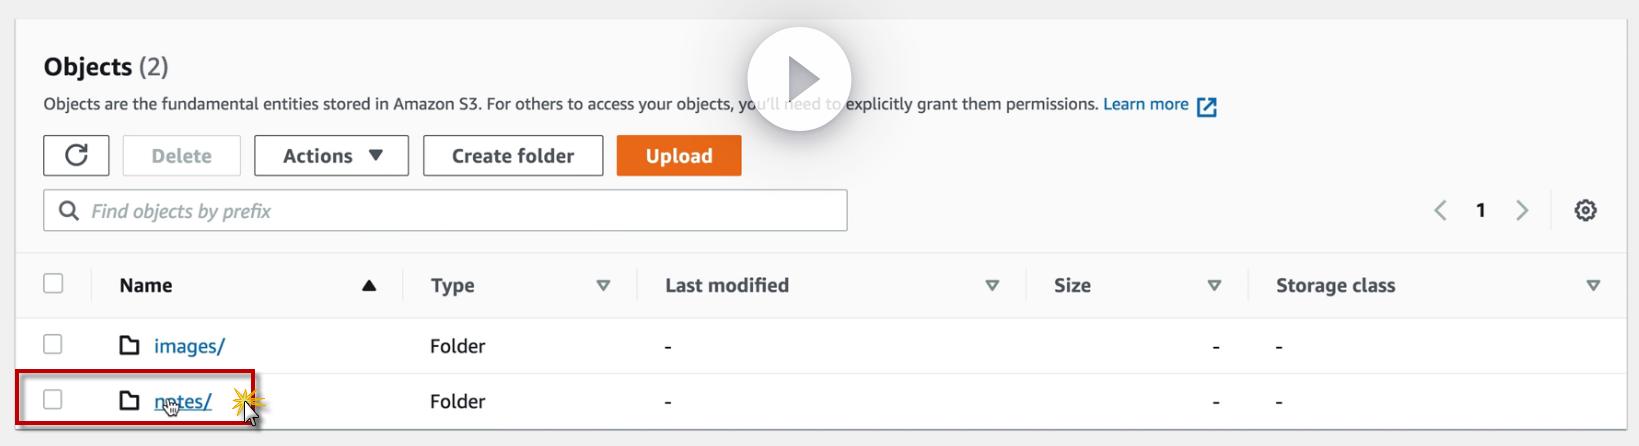 Objects (2)
Objects are the fundamental entities stored in Amazon S3. For others to access your objects, you'll need to explicitly grant them permissions. Learn more
Delete Actions Create folder Upload
Find objects by prefix 1
Name Type Last modified Size Storage class
images/ Folder - - -
notes/ Folder - - -